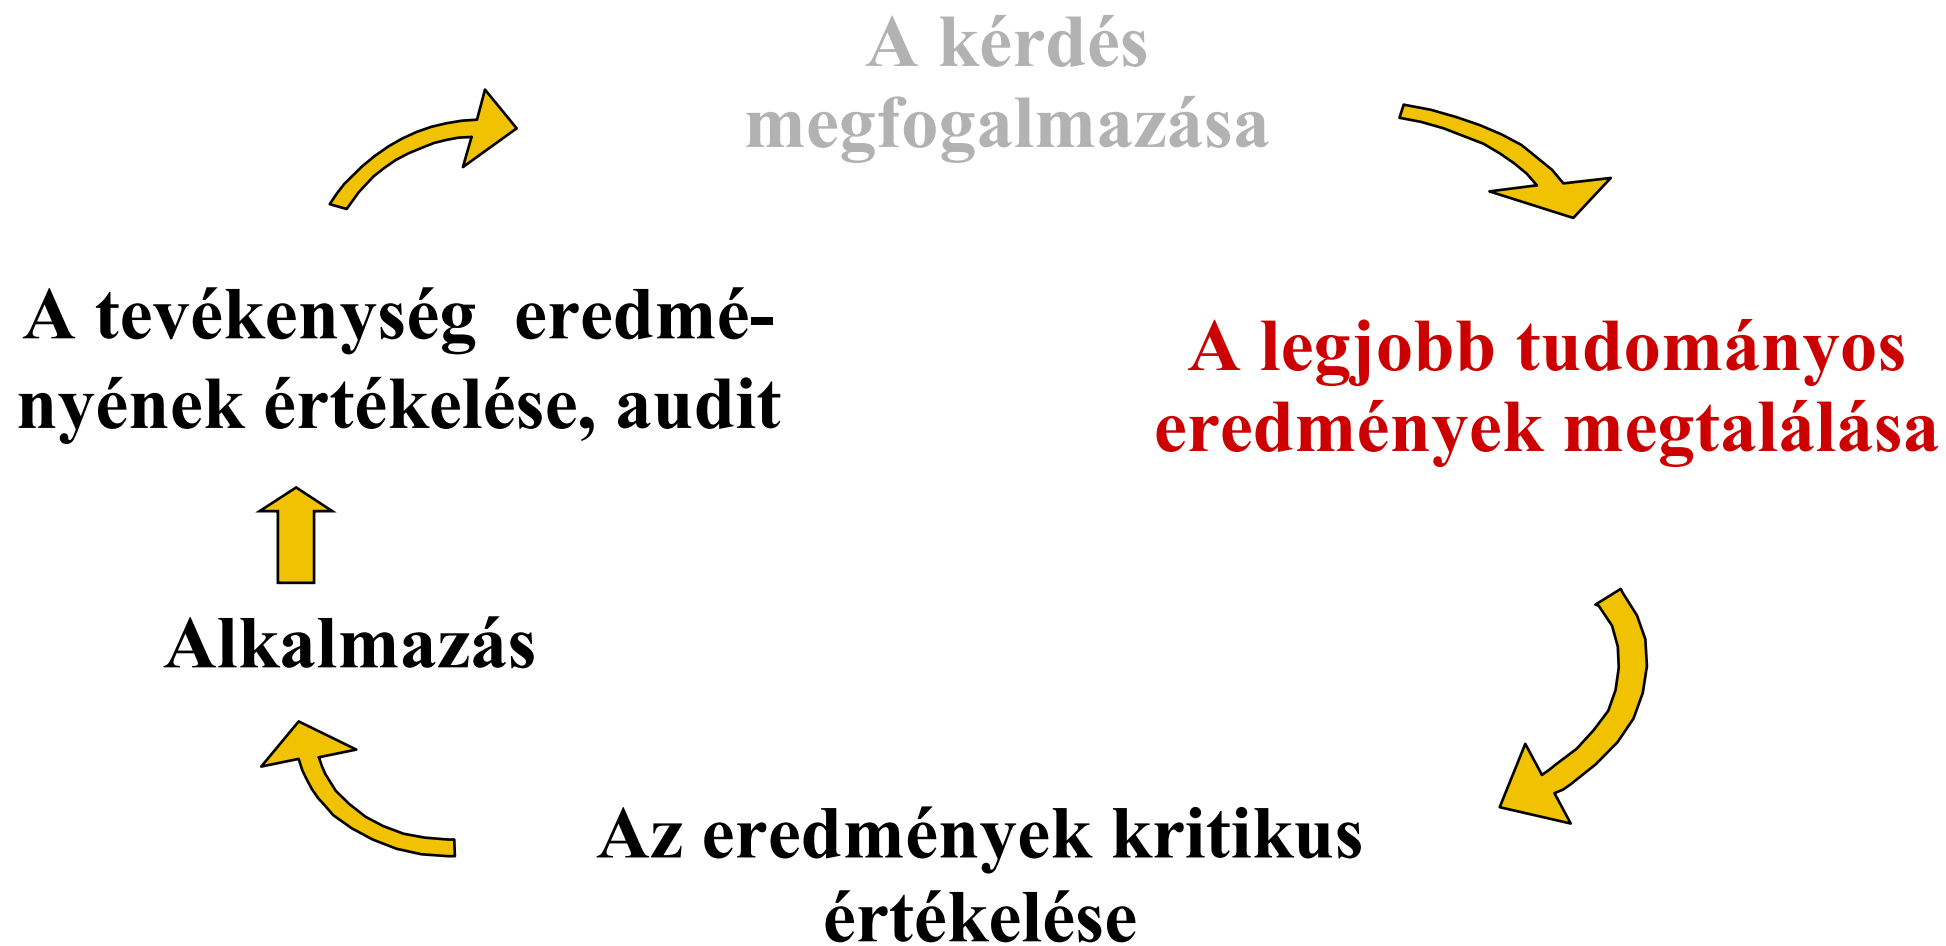 A kérdés
megfogalmazása
A legjobb tudományos
eredmények megtalálása
Az eredmények kritikus
értékelése
Alkalmazás
A tevékenység  eredmé-
nyének értékelése, audit